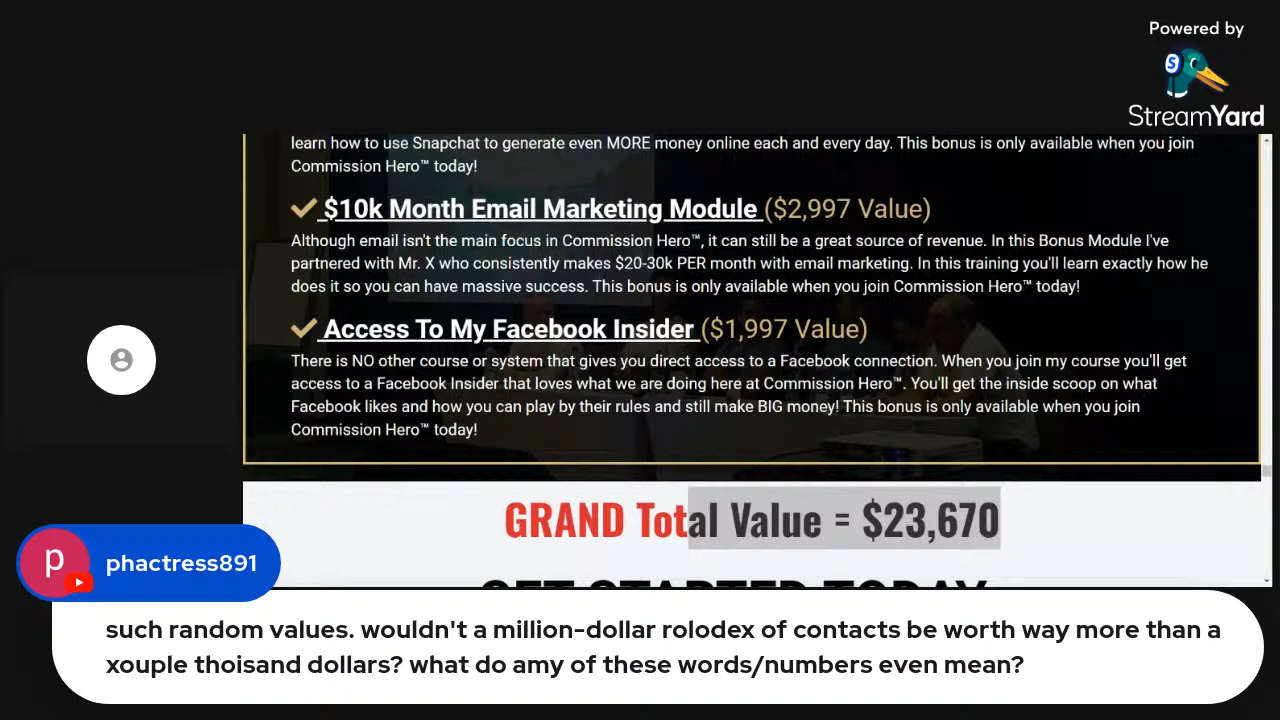 Powered by
StreamYard
learn how to use Snapchat to generate even MORE money online each and every day. This bonus is only available when you join
Commission Hero™ today!
$10k Month Email Marketing Module ($2,997 Value)
Although email isn't the main focus in Commission Hero™, it can still be a great source of revenue. In this Bonus Module I've
partnered with Mr. X who consistently makes $20-30k PER month with email marketing. In this training you'll learn exactly how he
does it so you can have massive success. This bonus is only available when you join Commission Hero™ today!
Access To My Facebook Insider ($1,997 Value)
There is NO other course or system that gives you direct access to a Facebook connection. When you join my course you'll get
access to a Facebook Insider that loves what we are doing here at Commission Hero™. You'll get the inside scoop on what
Facebook likes and how you can play by their rules and still make BIG money! This bonus is only available when you join
Commission Hero™ today!
GRAND Total Value = $23,670
GET STARTED TODAY
p
phactress891
such random values. wouldn't a million-dollar rolodex of contacts be worth way more than a
xouple thoisand dollars? what do amy of these words/numbers even mean?